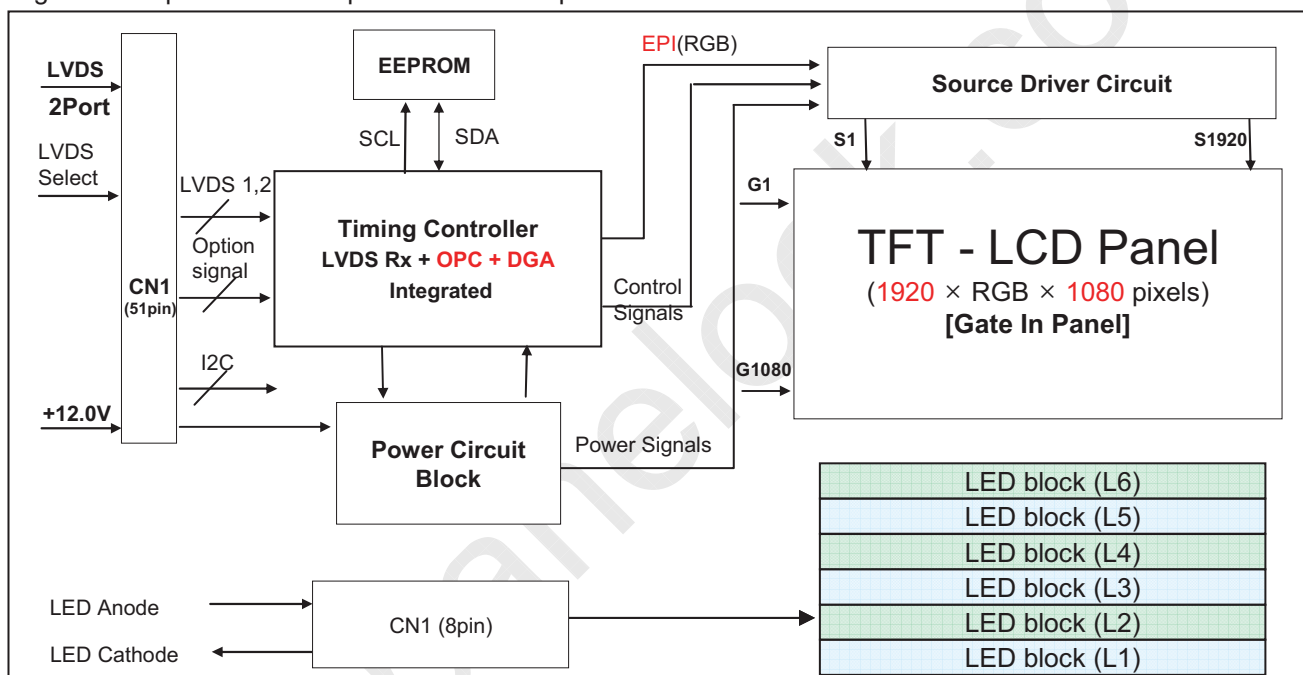 LVDS
2Port
LVDS
Select
+12.0V
CN1
(51pin)
LVDS 1,2
Option
signal
I2C
EEPROM
SCL
SDA
Timing Controller
LVDS Rx + OPC + DGA
Integrated
Power Circuit
Block
EPI(RGB)
Control
Signals
Power Signals
Source Driver Circuit
S1
S1920
G1
G1080
TFT - LCD Panel
(1920 × RGB × 1080 pixels)
[Gate In Panel]
LED block (L6)
LED block (L5)
LED block (L4)
LED block (L3)
LED block (L2)
LED block (L1)
LED Anode
LED Cathode
CN1 (8pin)